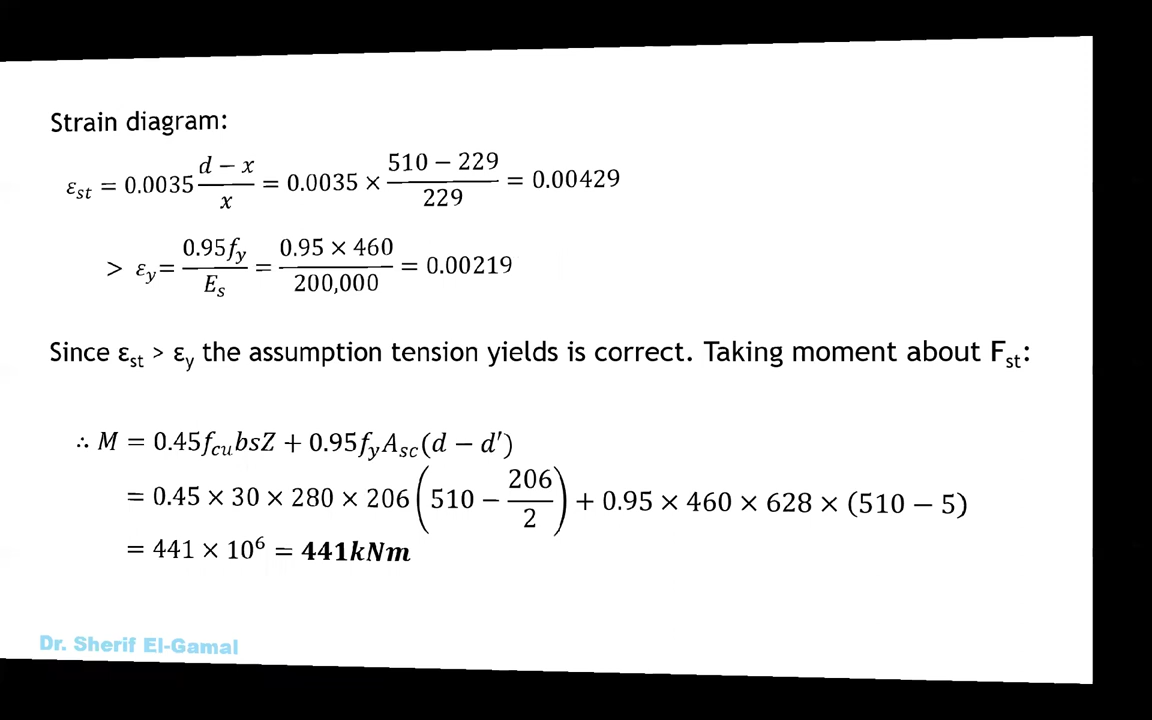 Strain diagram:
ε_st = 0.0035 (d − x)/x = 0.0035 × (510 − 229)/229 = 0.00429
> ε_y = 0.95f_y/E_s = (0.95 × 460)/200,000 = 0.00219
Since ε_st > ε_y the assumption tension yields is correct. Taking moment about F_st:
∴ M = 0.45f_cu bsZ + 0.95f_y A_sc (d − d′)
= 0.45 × 30 × 280 × 206 (510 − 206/2) + 0.95 × 460 × 628 × (510 − 5)
= 441 × 10⁶ = 441kNm
Dr. Sherif El-Gamal